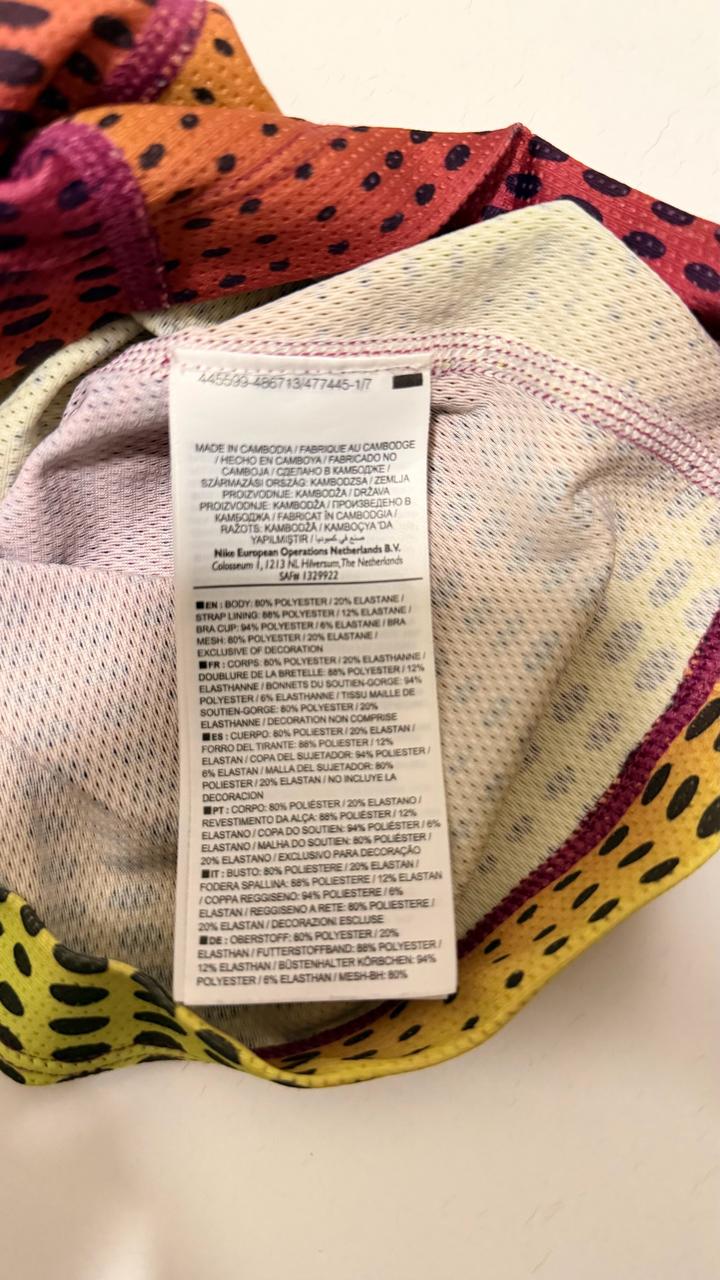 445599-486713/477445-1/7
MADE IN CAMBODIA / FABRIQUE AU CAMBODGE
/ HECHO EN CAMBOYA / FABRICADO NO
CAMBOJA / СДЕЛАНО В КАМБОДЖЕ /
SZÁRMAZÁSI ORSZÁG: KAMBODZSA / ZEMLJA
PROIZVODNJE: KAMBODŽA / DRŽAVA
PROIZVODNJE: KAMBODŽA / ПРОИЗВЕДЕНО В
КАМБОДЖА / FABRICAT ÎN CAMBODGIA /
RAŽOTS: KAMBODŽĀ / KAMBOÇYA 'DA
YAPILMIŞTIR / صنع في كمبوديا
Nike European Operations Netherlands B.V.
Colosseum 1, 1213 NL Hilversum, The Netherlands
SAF# 1329922
EN : BODY: 80% POLYESTER / 20% ELASTANE /
STRAP LINING: 88% POLYESTER / 12% ELASTANE /
BRA CUP: 94% POLYESTER / 6% ELASTANE / BRA
MESH: 80% POLYESTER / 20% ELASTANE /
EXCLUSIVE OF DECORATION
FR : CORPS: 80% POLYESTER / 20% ELASTHANNE /
DOUBLURE DE LA BRETELLE: 88% POLYESTER / 12%
ELASTHANNE / BONNETS DU SOUTIEN-GORGE: 94%
POLYESTER / 6% ELASTHANNE / TISSU MAILLE DE
SOUTIEN-GORGE: 80% POLYESTER / 20%
ELASTHANNE / DECORATION NON COMPRISE
ES : CUERPO: 80% POLIESTER / 20% ELASTAN /
FORRO DEL TIRANTE: 88% POLIESTER / 12%
ELASTAN / COPA DEL SUJETADOR: 94% POLIESTER /
6% ELASTAN / MALLA DEL SUJETADOR: 80%
POLIESTER / 20% ELASTAN / NO INCLUYE LA
DECORACION
PT : CORPO: 80% POLIÉSTER / 20% ELASTANO /
REVESTIMENTO DA ALÇA: 88% POLIÉSTER / 12%
ELASTANO / COPA DO SOUTIEN: 94% POLIÉSTER / 6%
ELASTANO / MALHA DO SOUTIEN: 80% POLIÉSTER /
20% ELASTANO / EXCLUSIVO PARA DECORAÇÃO
IT : BUSTO: 80% POLIESTERE / 20% ELASTAN /
FODERA SPALLINA: 88% POLIESTERE / 12% ELASTAN
/ COPPA REGGISENO: 94% POLIESTERE / 6%
ELASTAN / REGGISENO A RETE: 80% POLIESTERE /
20% ELASTAN / DECORAZIONI ESCLUSE
DE : OBERSTOFF: 80% POLYESTER / 20%
ELASTHAN / FUTTERSTOFFBAND: 88% POLYESTER /
12% ELASTHAN / BÜSTENHALTER KÖRBCHEN: 94%
POLYESTER / 6% ELASTHAN / MESH-BH: 80%